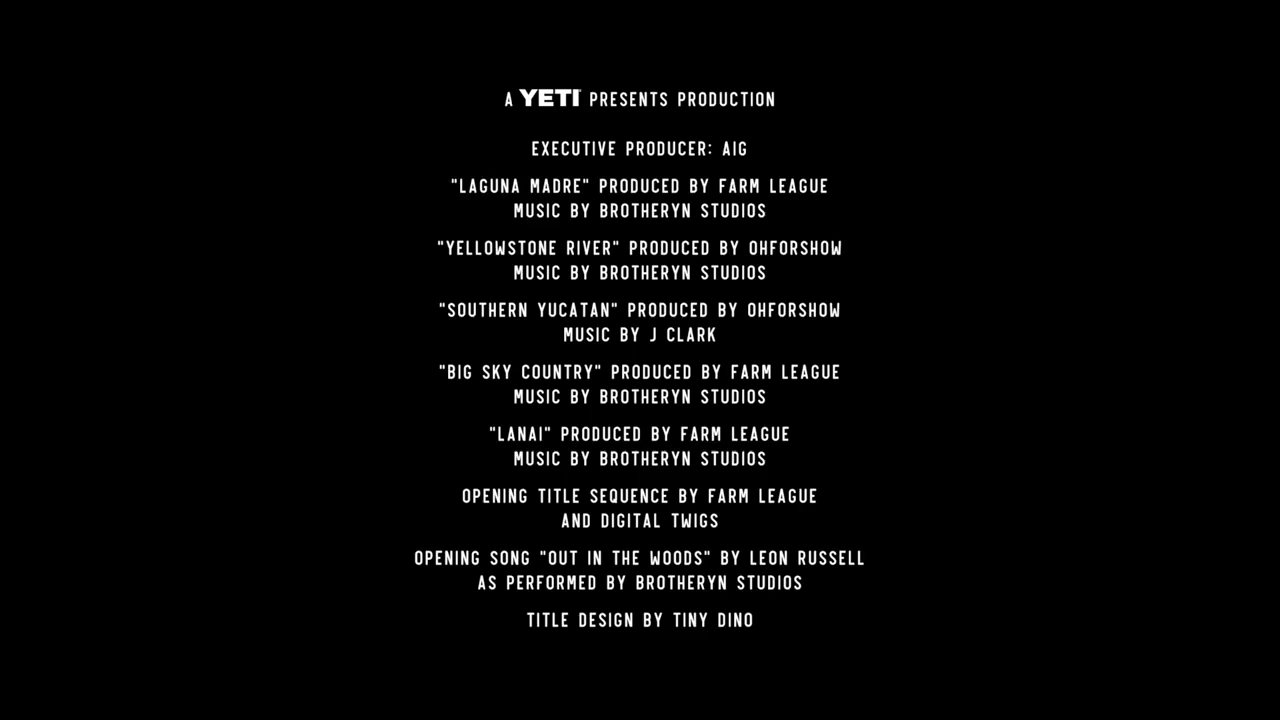 A YETI PRESENTS PRODUCTION
EXECUTIVE PRODUCER: AIG
"LAGUNA MADRE" PRODUCED BY FARM LEAGUE
MUSIC BY BROTHERYN STUDIOS
"YELLOWSTONE RIVER" PRODUCED BY OHFORSHOW
MUSIC BY BROTHERYN STUDIOS
"SOUTHERN YUCATAN" PRODUCED BY OHFORSHOW
MUSIC BY J CLARK
"BIG SKY COUNTRY" PRODUCED BY FARM LEAGUE
MUSIC BY BROTHERYN STUDIOS
"LANAI" PRODUCED BY FARM LEAGUE
MUSIC BY BROTHERYN STUDIOS
OPENING TITLE SEQUENCE BY FARM LEAGUE
AND DIGITAL TWIGS
OPENING SONG "OUT IN THE WOODS" BY LEON RUSSELL
AS PERFORMED BY BROTHERYN STUDIOS
TITLE DESIGN BY TINY DINO